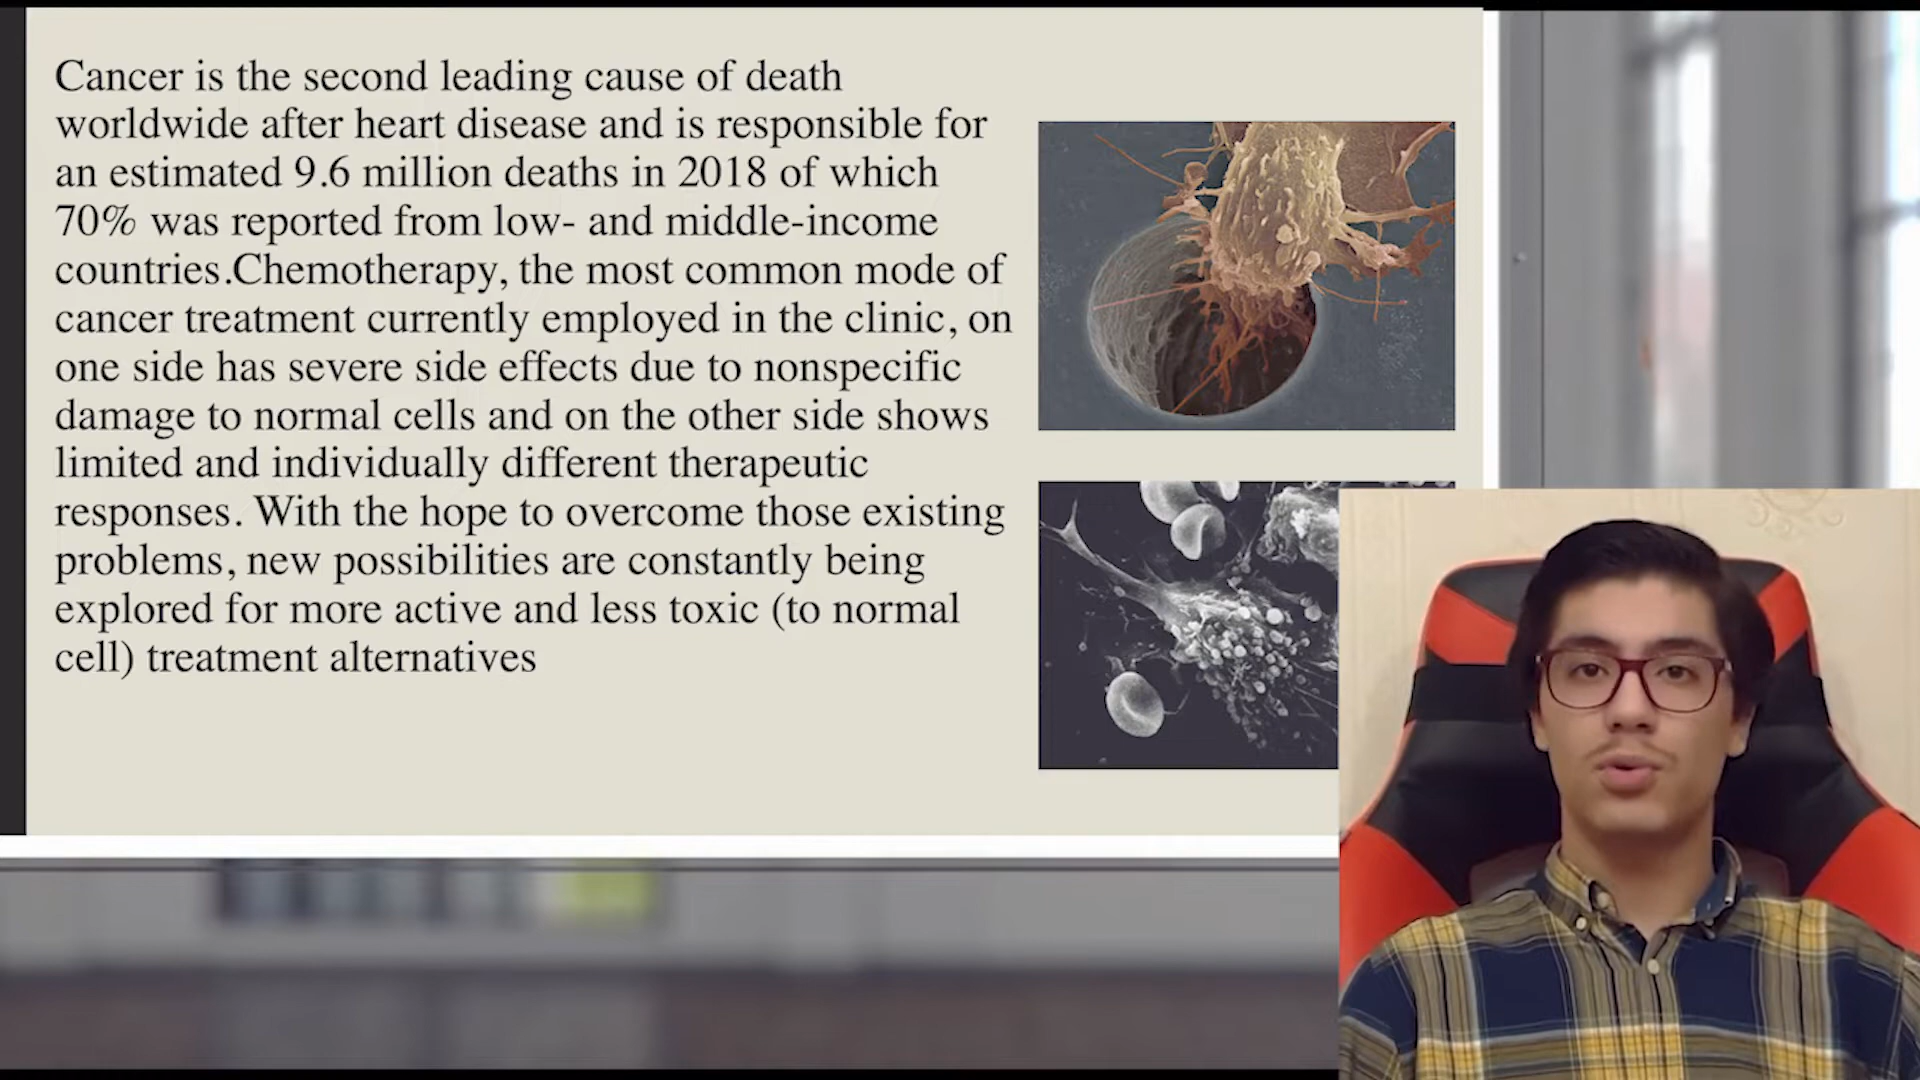 Cancer is the second leading cause of death
worldwide after heart disease and is responsible for
an estimated 9.6 million deaths in 2018 of which
70% was reported from low- and middle-income
countries.Chemotherapy, the most common mode of
cancer treatment currently employed in the clinic, on
one side has severe side effects due to nonspecific
damage to normal cells and on the other side shows
limited and individually different therapeutic
responses. With the hope to overcome those existing
problems, new possibilities are constantly being
explored for more active and less toxic (to normal
cell) treatment alternatives